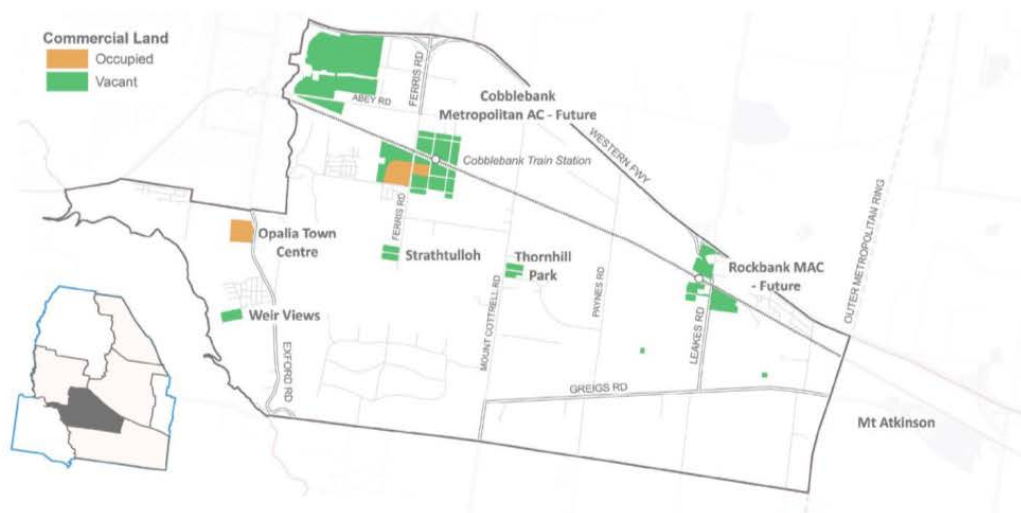 Commercial Land
Occupied
Vacant
FERRIS RD
ABEY RD
Cobblebank
Metropolitan AC - Future
WESTERN FWY
Cobblebank Train Station
OUTER METROPOLITAN RING
FERRIS RD
Opalia Town
Centre
Strathtulloh
Thornhill
Park
Rockbank MAC
- Future
MOUNT COTTRELL RD
PAYNES RD
LEAKES RD
Weir Views
EXFORD RD
GREIGS RD
Mt Atkinson